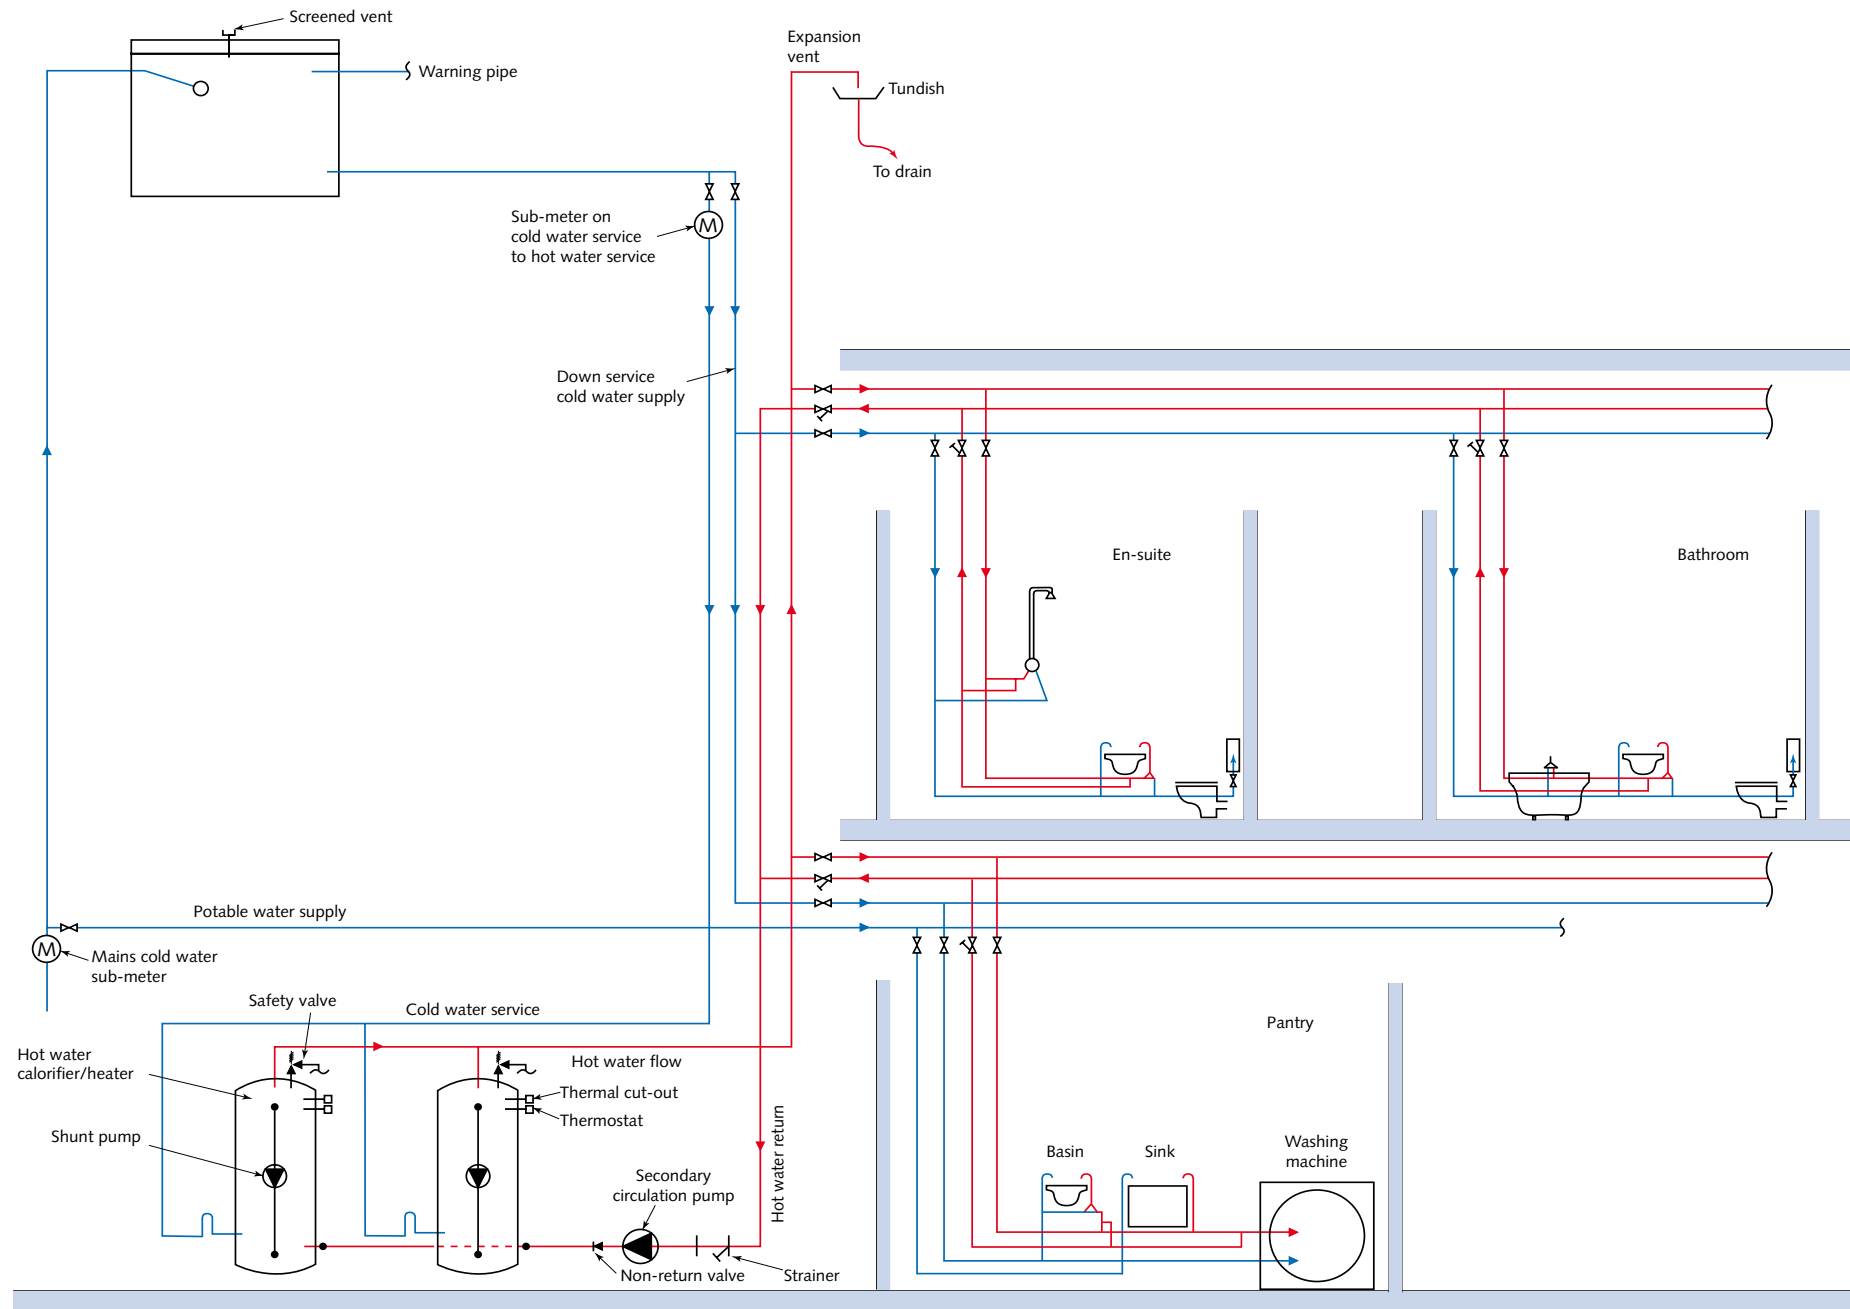 Screened vent
Warning pipe
Expansion
vent
Tundish
To drain
Sub-meter on
cold water service
to hot water service
M
Down service
cold water supply
En-suite
Bathroom
Potable water supply
M
Mains cold water
sub-meter
Safety valve
Cold water service
Hot water
calorifier/heater
Hot water flow
Thermal cut-out
Thermostat
Shunt pump
Secondary
circulation pump
Hot water return
Non-return valve
Strainer
Pantry
Basin
Sink
Washing
machine